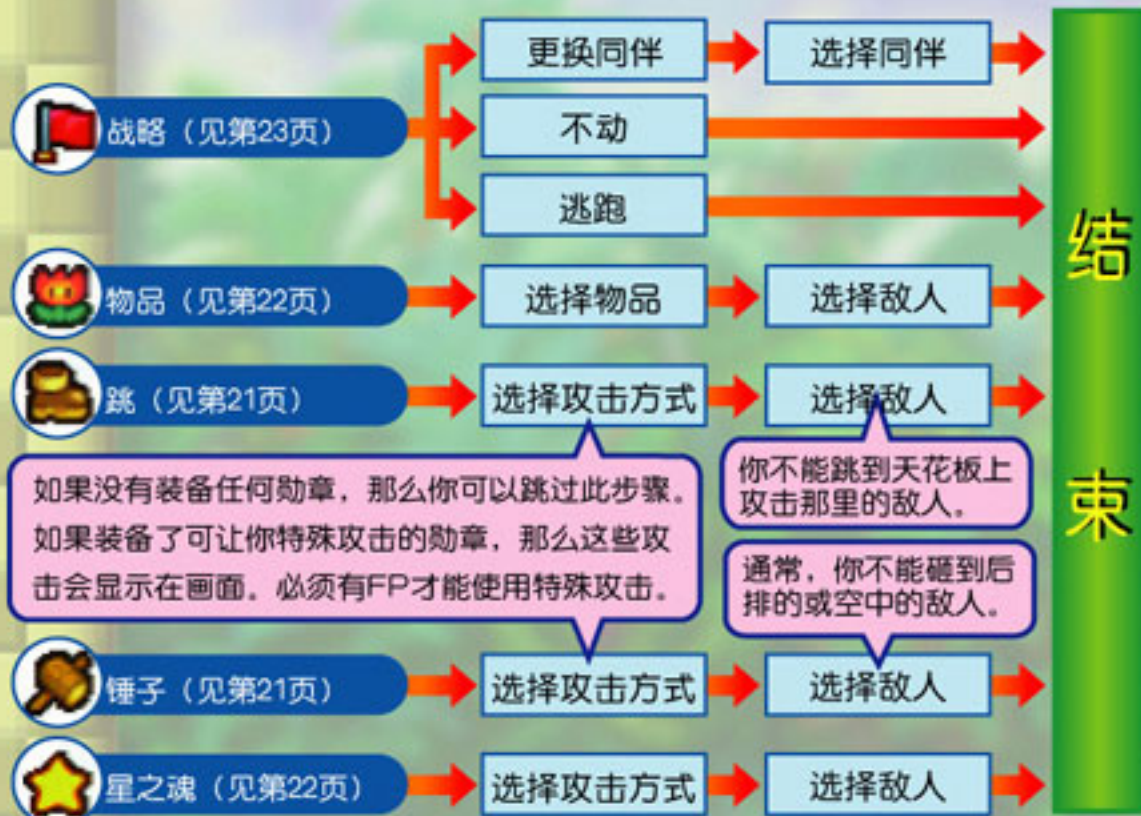 更换同伴
选择同伴
战略（见第23页）
不动
逃跑
物品（见第22页）
选择物品
选择敌人
跳（见第21页）
选择攻击方式
选择敌人
如果没有装备任何勋章，那么你可以跳过此步骤。
如果装备了可让你特殊攻击的勋章，那么这些攻
击会显示在画面。必须有FP才能使用特殊攻击。
你不能跳到天花板上
攻击那里的敌人。
通常，你不能砸到后
排的或空中的敌人。
锤子（见第21页）
选择攻击方式
选择敌人
星之魂（见第22页）
选择攻击方式
选择敌人
结
束